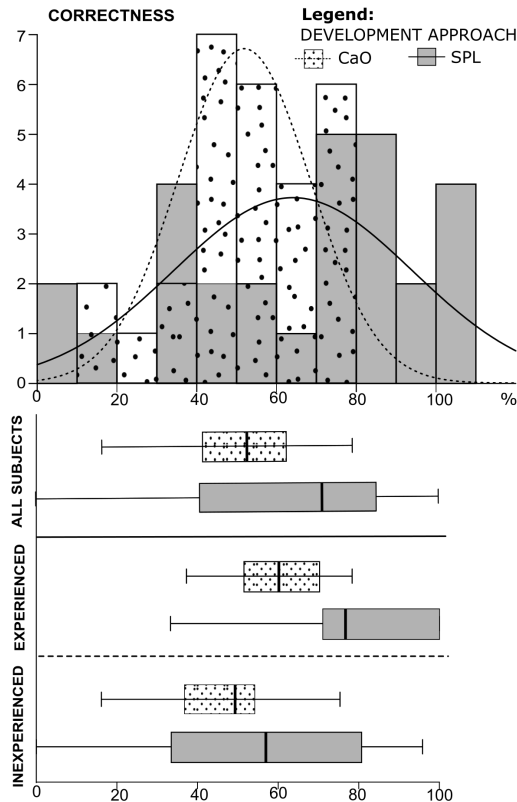 CORRECTNESS
Legend:
DEVELOPMENT APPROACH
CaO
SPL
7
6
5
4
3
2
1
0
0
20
40
60
80
100
%
ALL SUBJECTS
EXPERIENCED
INEXPERIENCED
0
20
40
60
80
100